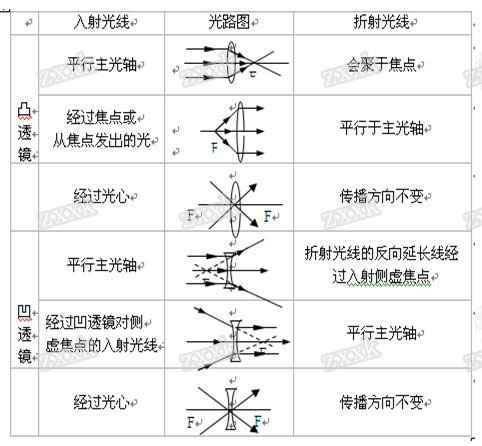 入射光线 光路图 折射光线
凸透镜
平行主光轴 F 会聚于焦点
经过焦点或
从焦点发出的光 F 平行于主光轴
经过光心 F F 传播方向不变
凹透镜
平行主光轴 折射光线的反向延长线经
过入射侧虚焦点
经过凹透镜对侧
虚焦点的入射光线 F 平行主光轴
经过光心 F F 传播方向不变